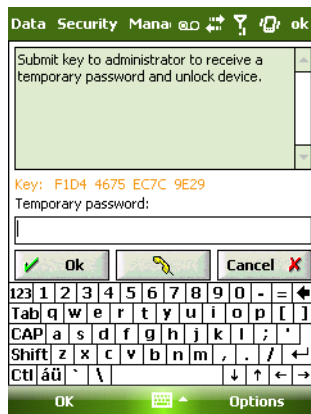 Data Security Mana ok
Submit key to administrator to receive a
temporary password and unlock device.
Key: F1D4 4675 EC7C 9E29
Temporary password:
Ok Cancel
123 1 2 3 4 5 6 7 8 9 0 - =
Tab q w e r t y u i o p [ ]
CAP a s d f g h j k l ; '
Shift z x c v b n m , . /
Ctl áü ` \
OK Options